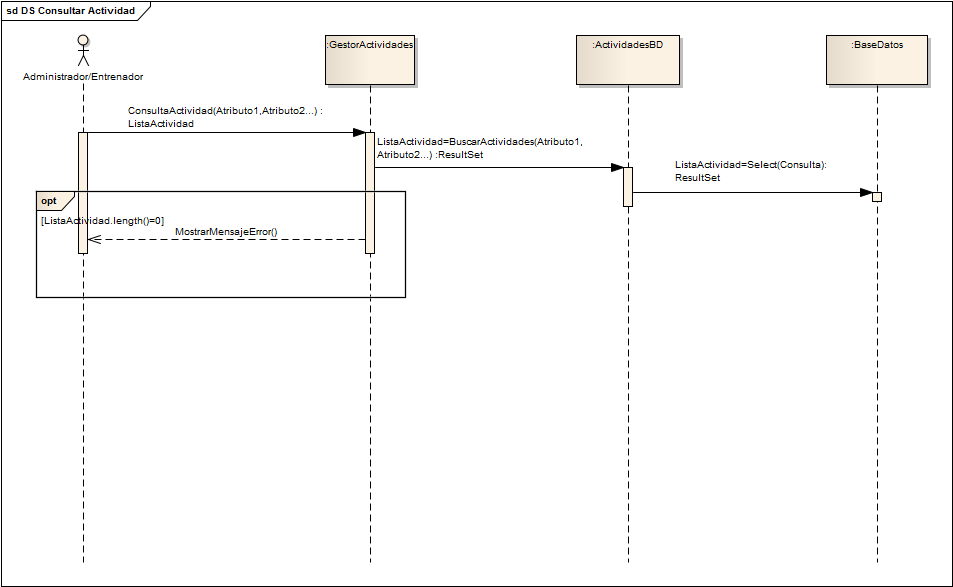 sd DS Consultar Actividad
Administrador/Entrenador
:GestorActividades
:ActividadesBD
:BaseDatos
ConsultaActividad(Atributo1,Atributo2...) :
ListaActividad
ListaActividad=BuscarActividades(Atributo1,
Atributo2...) :ResultSet
ListaActividad=Select(Consulta):
ResultSet
opt
[ListaActividad.length()=0]
MostrarMensajeError()